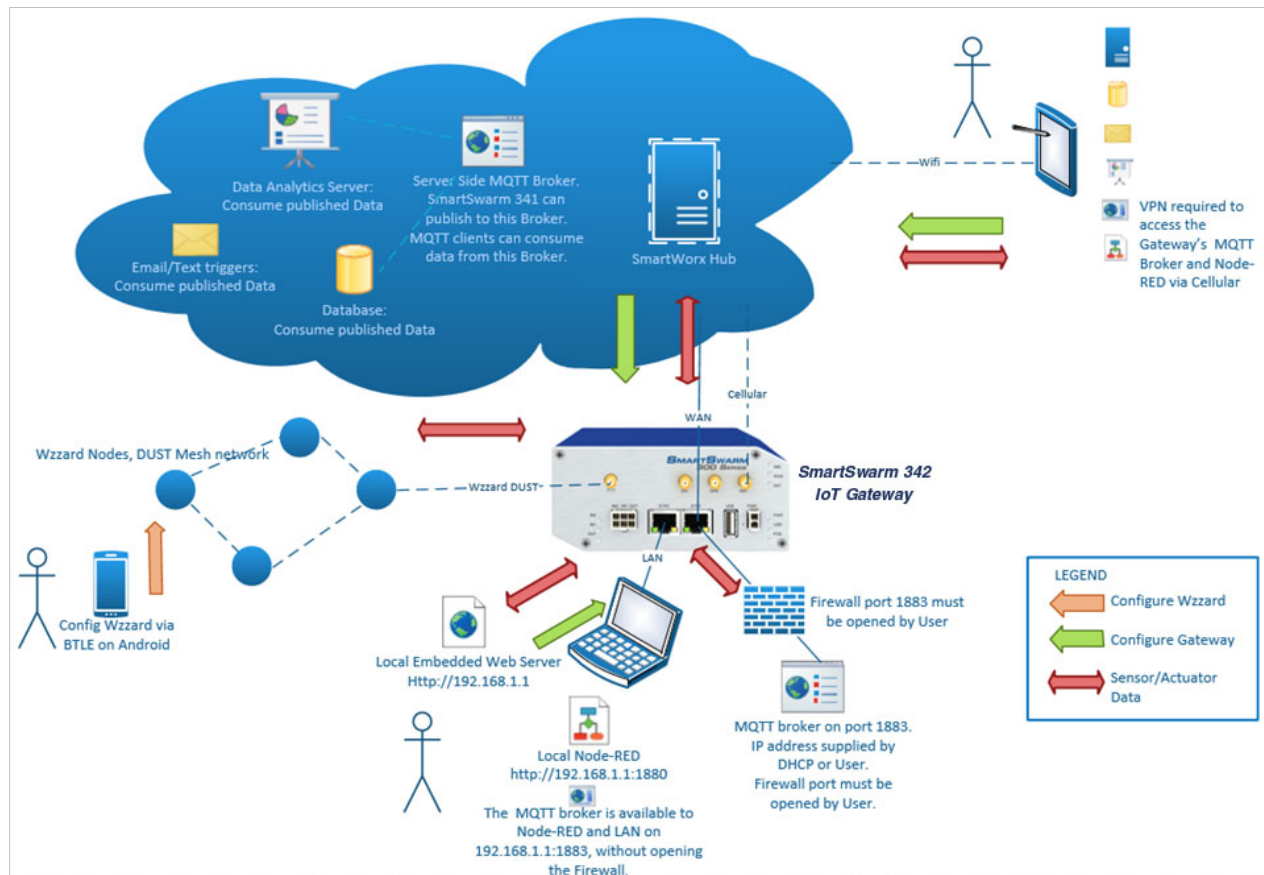 Data Analytics Server:
Consume published Data
Server Side MQTT Broker.
SmartSwarm 341 can
publish to this Broker.
MQTT clients can consume
data from this Broker.
Email/Text triggers:
Consume published Data
Database:
Consume published Data
SmartWorx Hub
Wifi
VPN required to
access the
Gateway's MQTT
Broker and Node-
RED via Cellular
Cellular
WAN
Wzzard Nodes, DUST Mesh network
Wzzard DUST
SMARTSWARM
300 Series
SmartSwarm 342
IoT Gateway
LAN
Config Wzzard via
BTLE on Android
Local Embedded Web Server
Http://192.168.1.1
Local Node-RED
http://192.168.1.1:1880
The MQTT broker is available to
Node-RED and LAN on
192.168.1.1:1883, without opening
the Firewall.
Firewall port 1883 must
be opened by User
MQTT broker on port 1883.
IP address supplied by
DHCP or User.
Firewall port must be
opened by User.
LEGEND
Configure Wzzard
Configure Gateway
Sensor/Actuator
Data